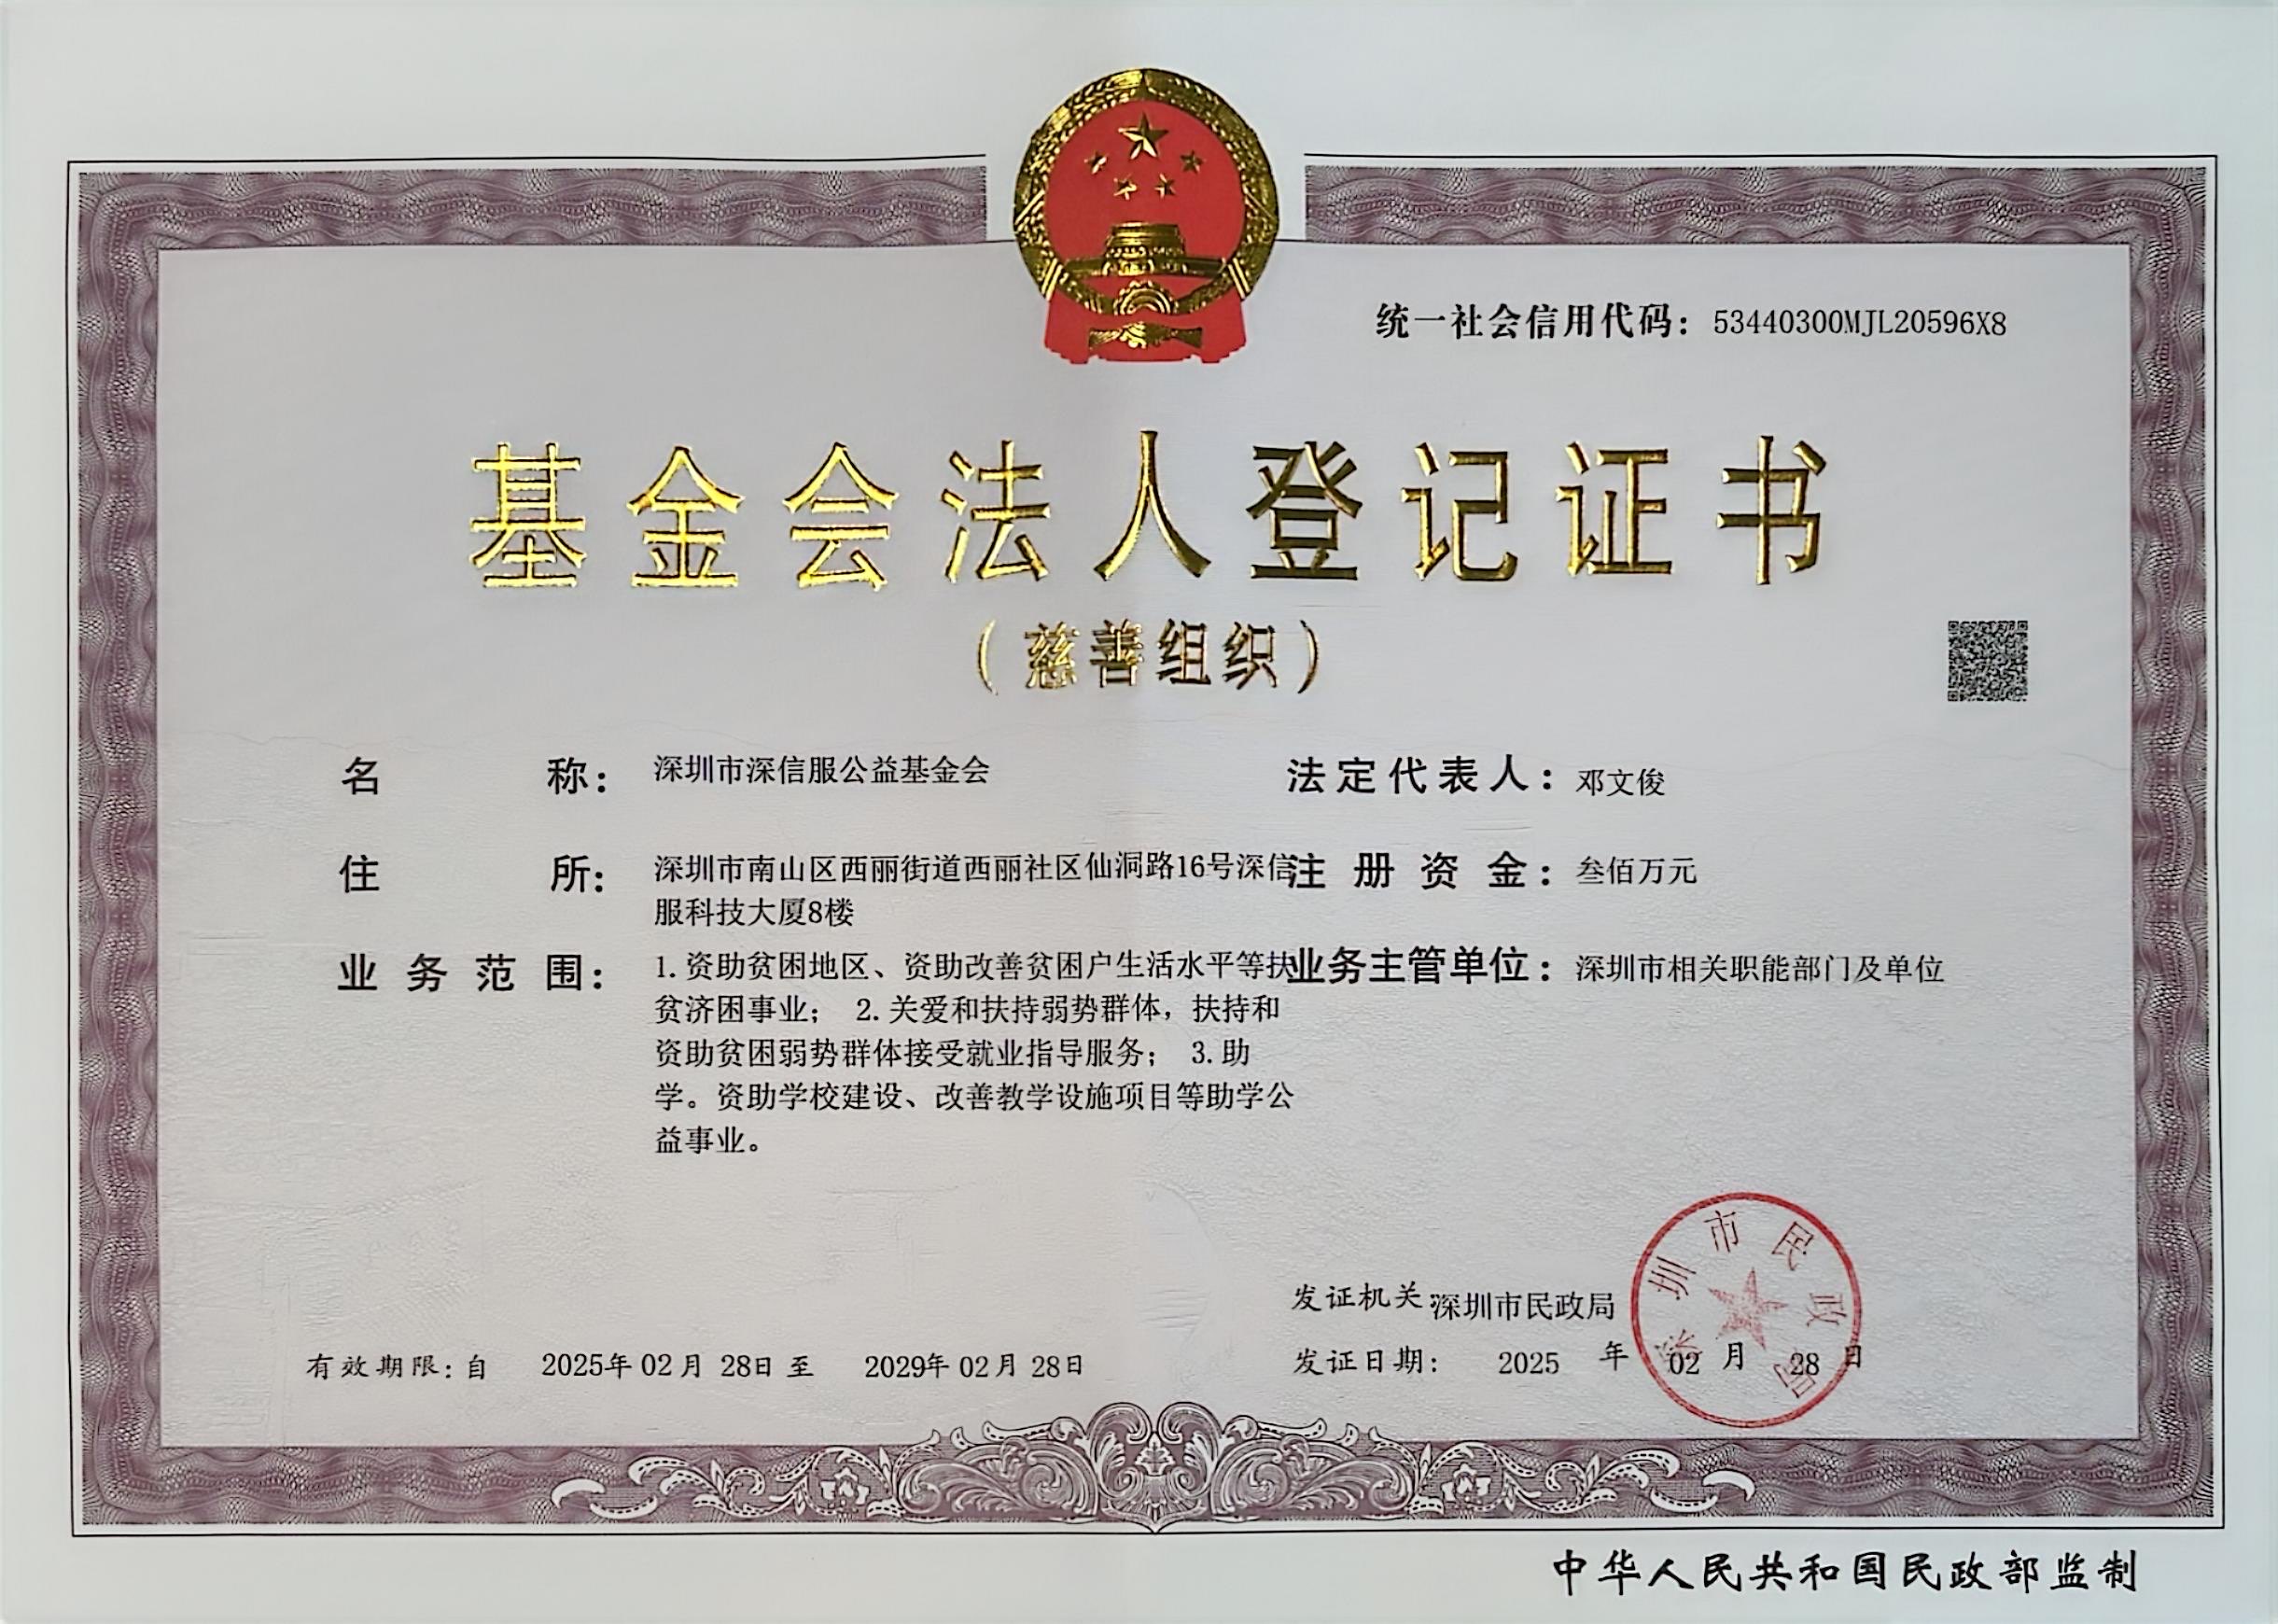 统一社会信用代码：53440300MJL20596X8
基金会法人登记证书
（慈善组织）
名称：深圳市深信服公益基金会
法定代表人：邓文俊
住所：深圳市南山区西丽街道西丽社区仙洞路16号深信
服科技大厦8楼
注册资金：叁佰万元
业务范围：1.资助贫困地区、资助改善贫困户生活水平等扶
贫济困事业； 2.关爱和扶持弱势群体，扶持和
资助贫困弱势群体接受就业指导服务； 3.助
学。资助学校建设、改善教学设施项目等助学公
益事业。
业务主管单位：深圳市相关职能部门及单位
发证机关：深圳市民政局
发证日期：2025年02月28日
有效期限：自 2025年02月28日至 2029年02月28日
深圳市民政局
中华人民共和国民政部监制